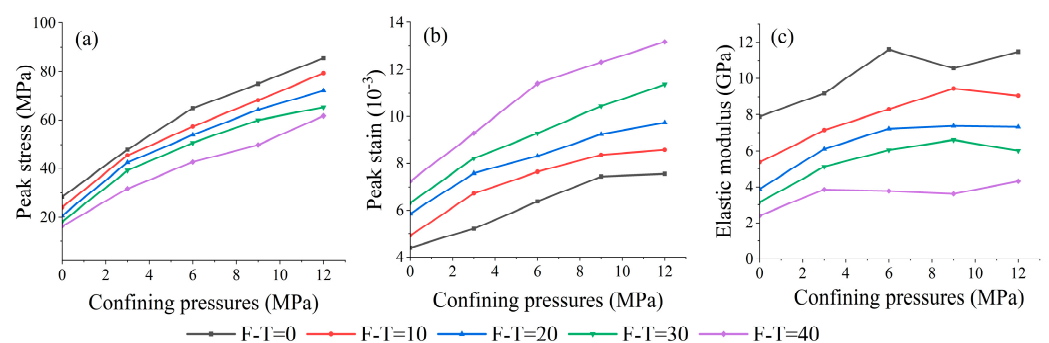 (a)
100
80
60
40
20
0 2 4 6 8 10 12
Peak stress (MPa)
Confining pressures (MPa)
(b)
14
12
10
8
6
4
0 2 4 6 8 10 12
Peak stain (10⁻³)
Confining pressures (MPa)
(c)
12
10
8
6
4
2
0
0 2 4 6 8 10 12
Elastic modulus (GPa)
Confining pressures (MPa)
F-T=0 F-T=10 F-T=20 F-T=30 F-T=40